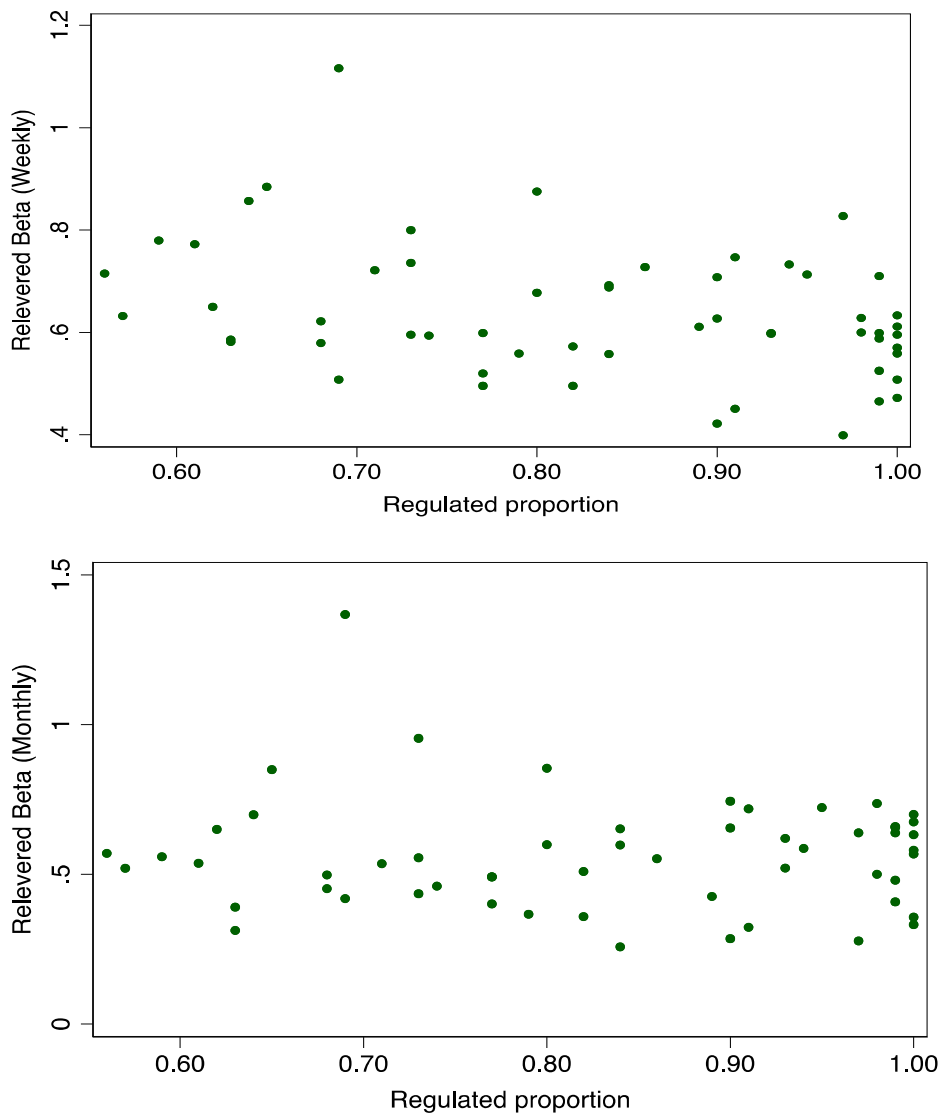 1.2
1
.8
.6
.4
Relevered Beta (Weekly)
0.60 0.70 0.80 0.90 1.00
Regulated proportion
1.5
1
.5
0
Relevered Beta (Monthly)
0.60 0.70 0.80 0.90 1.00
Regulated proportion